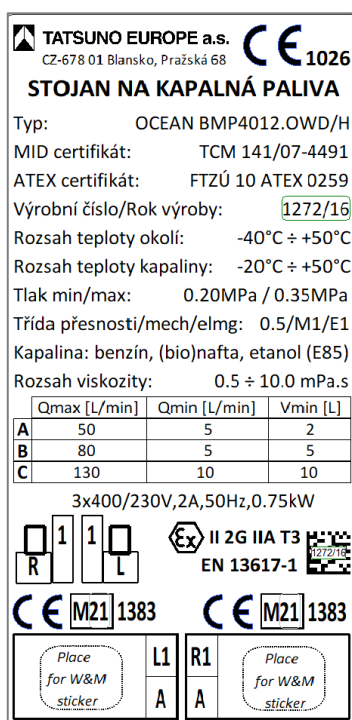 TATSUNO EUROPE a.s.
CZ-678 01 Blansko, Pražská 68
CE 1026
STOJAN NA KAPALNÁ PALIVA
Typ: OCEAN BMP4012.OWD/H
MID certifikát: TCM 141/07-4491
ATEX certifikát: FTZÚ 10 ATEX 0259
Výrobní číslo/Rok výroby: 1272/16
Rozsah teploty okolí: -40°C ÷ +50°C
Rozsah teploty kapaliny: -20°C ÷ +50°C
Tlak min/max: 0.20MPa / 0.35MPa
Třída přesnosti/mech/elmg: 0.5/M1/E1
Kapalina: benzín, (bio)nafta, etanol (E85)
Rozsah viskozity: 0.5 ÷ 10.0 mPa.s
Qmax [L/min] Qmin [L/min] Vmin [L]
A 50 5 2
B 80 5 5
C 130 10 10
3x400/230V,2A,50Hz,0.75kW
R 1 1 L
Ex II 2G IIA T3
EN 13617-1
1272/16
CE M21 1383
CE M21 1383
Place
for W&M
sticker
L1
A
R1
A
Place
for W&M
sticker